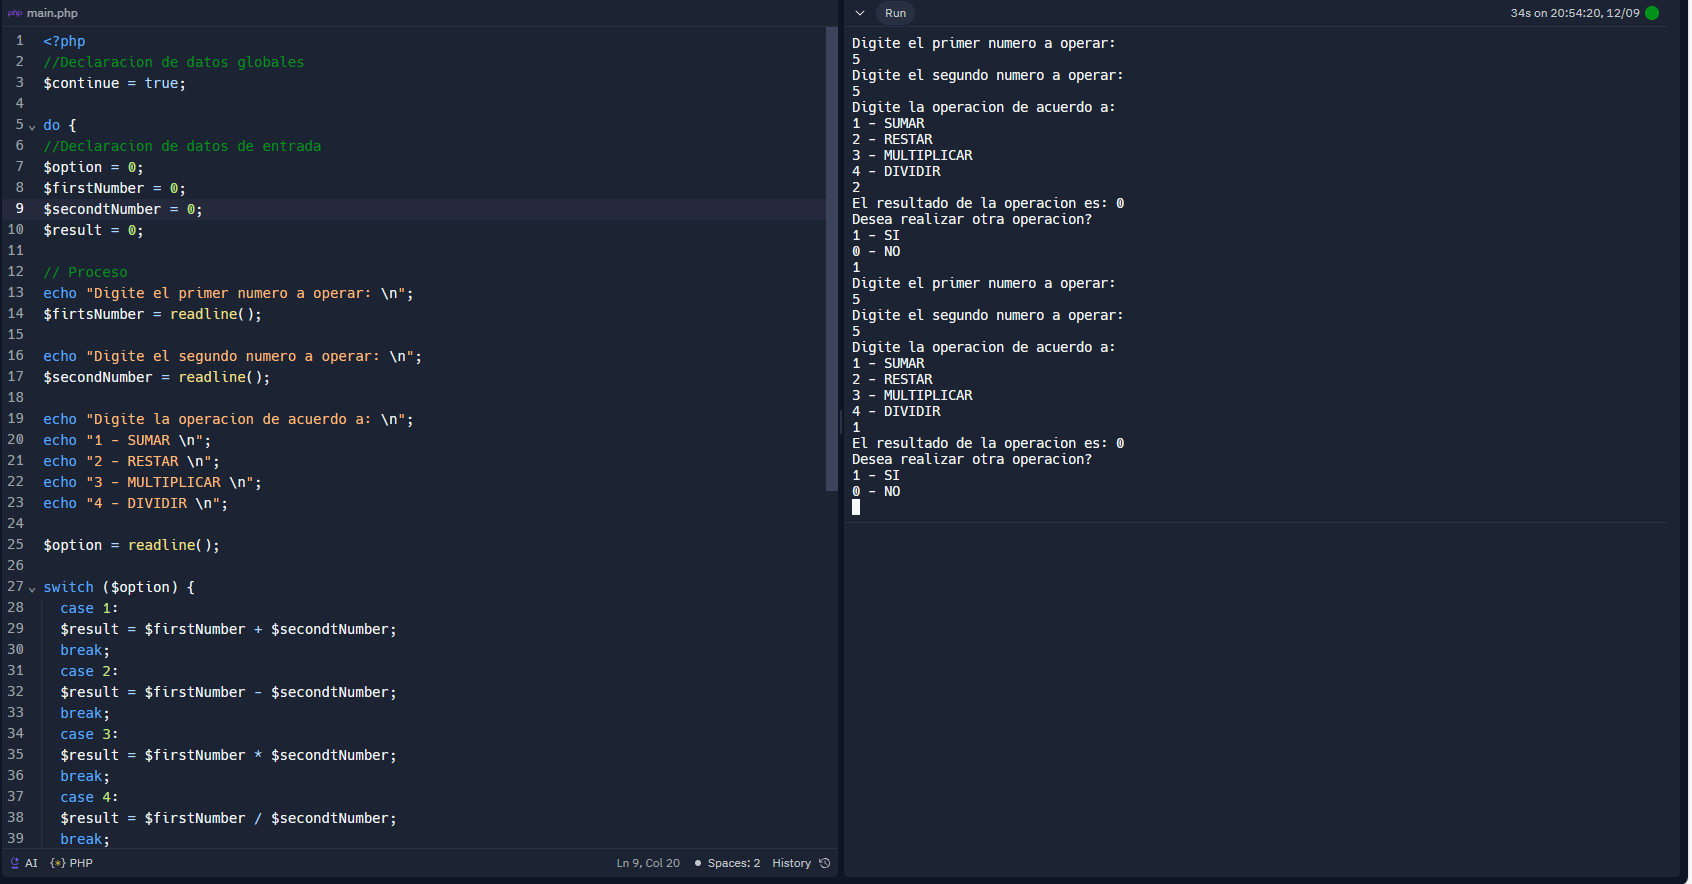 php main.php
1 <?php
2 //Declaracion de datos globales
3 $continue = true;
4
5 do {
6 //Declaracion de datos de entrada
7 $option = 0;
8 $firstNumber = 0;
9 $secondtNumber = 0;
10 $result = 0;
11
12 // Proceso
13 echo "Digite el primer numero a operar: \n";
14 $firtsNumber = readline();
15
16 echo "Digite el segundo numero a operar: \n";
17 $secondNumber = readline();
18
19 echo "Digite la operacion de acuerdo a: \n";
20 echo "1 - SUMAR \n";
21 echo "2 - RESTAR \n";
22 echo "3 - MULTIPLICAR \n";
23 echo "4 - DIVIDIR \n";
24
25 $option = readline();
26
27 switch ($option) {
28 case 1:
29 $result = $firstNumber + $secondtNumber;
30 break;
31 case 2:
32 $result = $firstNumber - $secondtNumber;
33 break;
34 case 3:
35 $result = $firstNumber * $secondtNumber;
36 break;
37 case 4:
38 $result = $firstNumber / $secondtNumber;
39 break;
AI {*} PHP Ln 9, Col 20 Spaces: 2 History
Run 34s on 20:54:20, 12/09
Digite el primer numero a operar:
5
Digite el segundo numero a operar:
5
Digite la operacion de acuerdo a:
1 - SUMAR
2 - RESTAR
3 - MULTIPLICAR
4 - DIVIDIR
2
El resultado de la operacion es: 0
Desea realizar otra operacion?
1 - SI
0 - NO
1
Digite el primer numero a operar:
5
Digite el segundo numero a operar:
5
Digite la operacion de acuerdo a:
1 - SUMAR
2 - RESTAR
3 - MULTIPLICAR
4 - DIVIDIR
1
El resultado de la operacion es: 0
Desea realizar otra operacion?
1 - SI
0 - NO